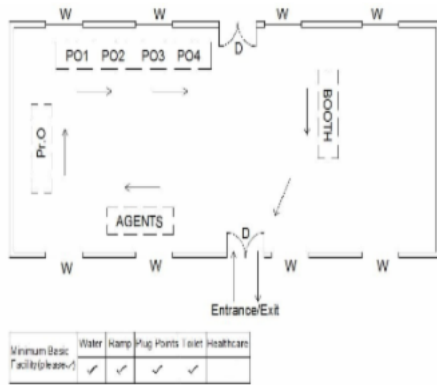 W W W W
PO1 PO2 PO3 PO4
D
W
BOOTH
Pr.O
AGENTS
D
W W W W
Entrance/Exit
Minimum Basic Facility(please✓) Water Ramp Plug Points Toilet Healthcare
✓ ✓ ✓ ✓